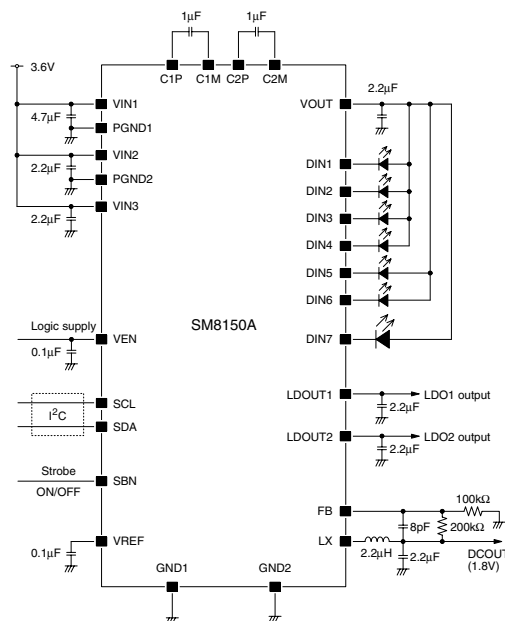 1μF 1μF
3.6V
C1P C1M C2P C2M
VIN1 VOUT 2.2μF
4.7μF
PGND1
VIN2 DIN1
2.2μF
PGND2 DIN2
2.2μF VIN3 DIN3
DIN4
DIN5
DIN6
SM8150A
Logic supply VEN DIN7
0.1μF
LDOUT1 LDO1 output
2.2μF
SCL
I²C
SDA LDOUT2 LDO2 output
2.2μF
Strobe SBN
ON/OFF
FB 100kΩ
8pF 200kΩ
0.1μF VREF LX
2.2μH 2.2μF DCOUT
(1.8V)
GND1 GND2